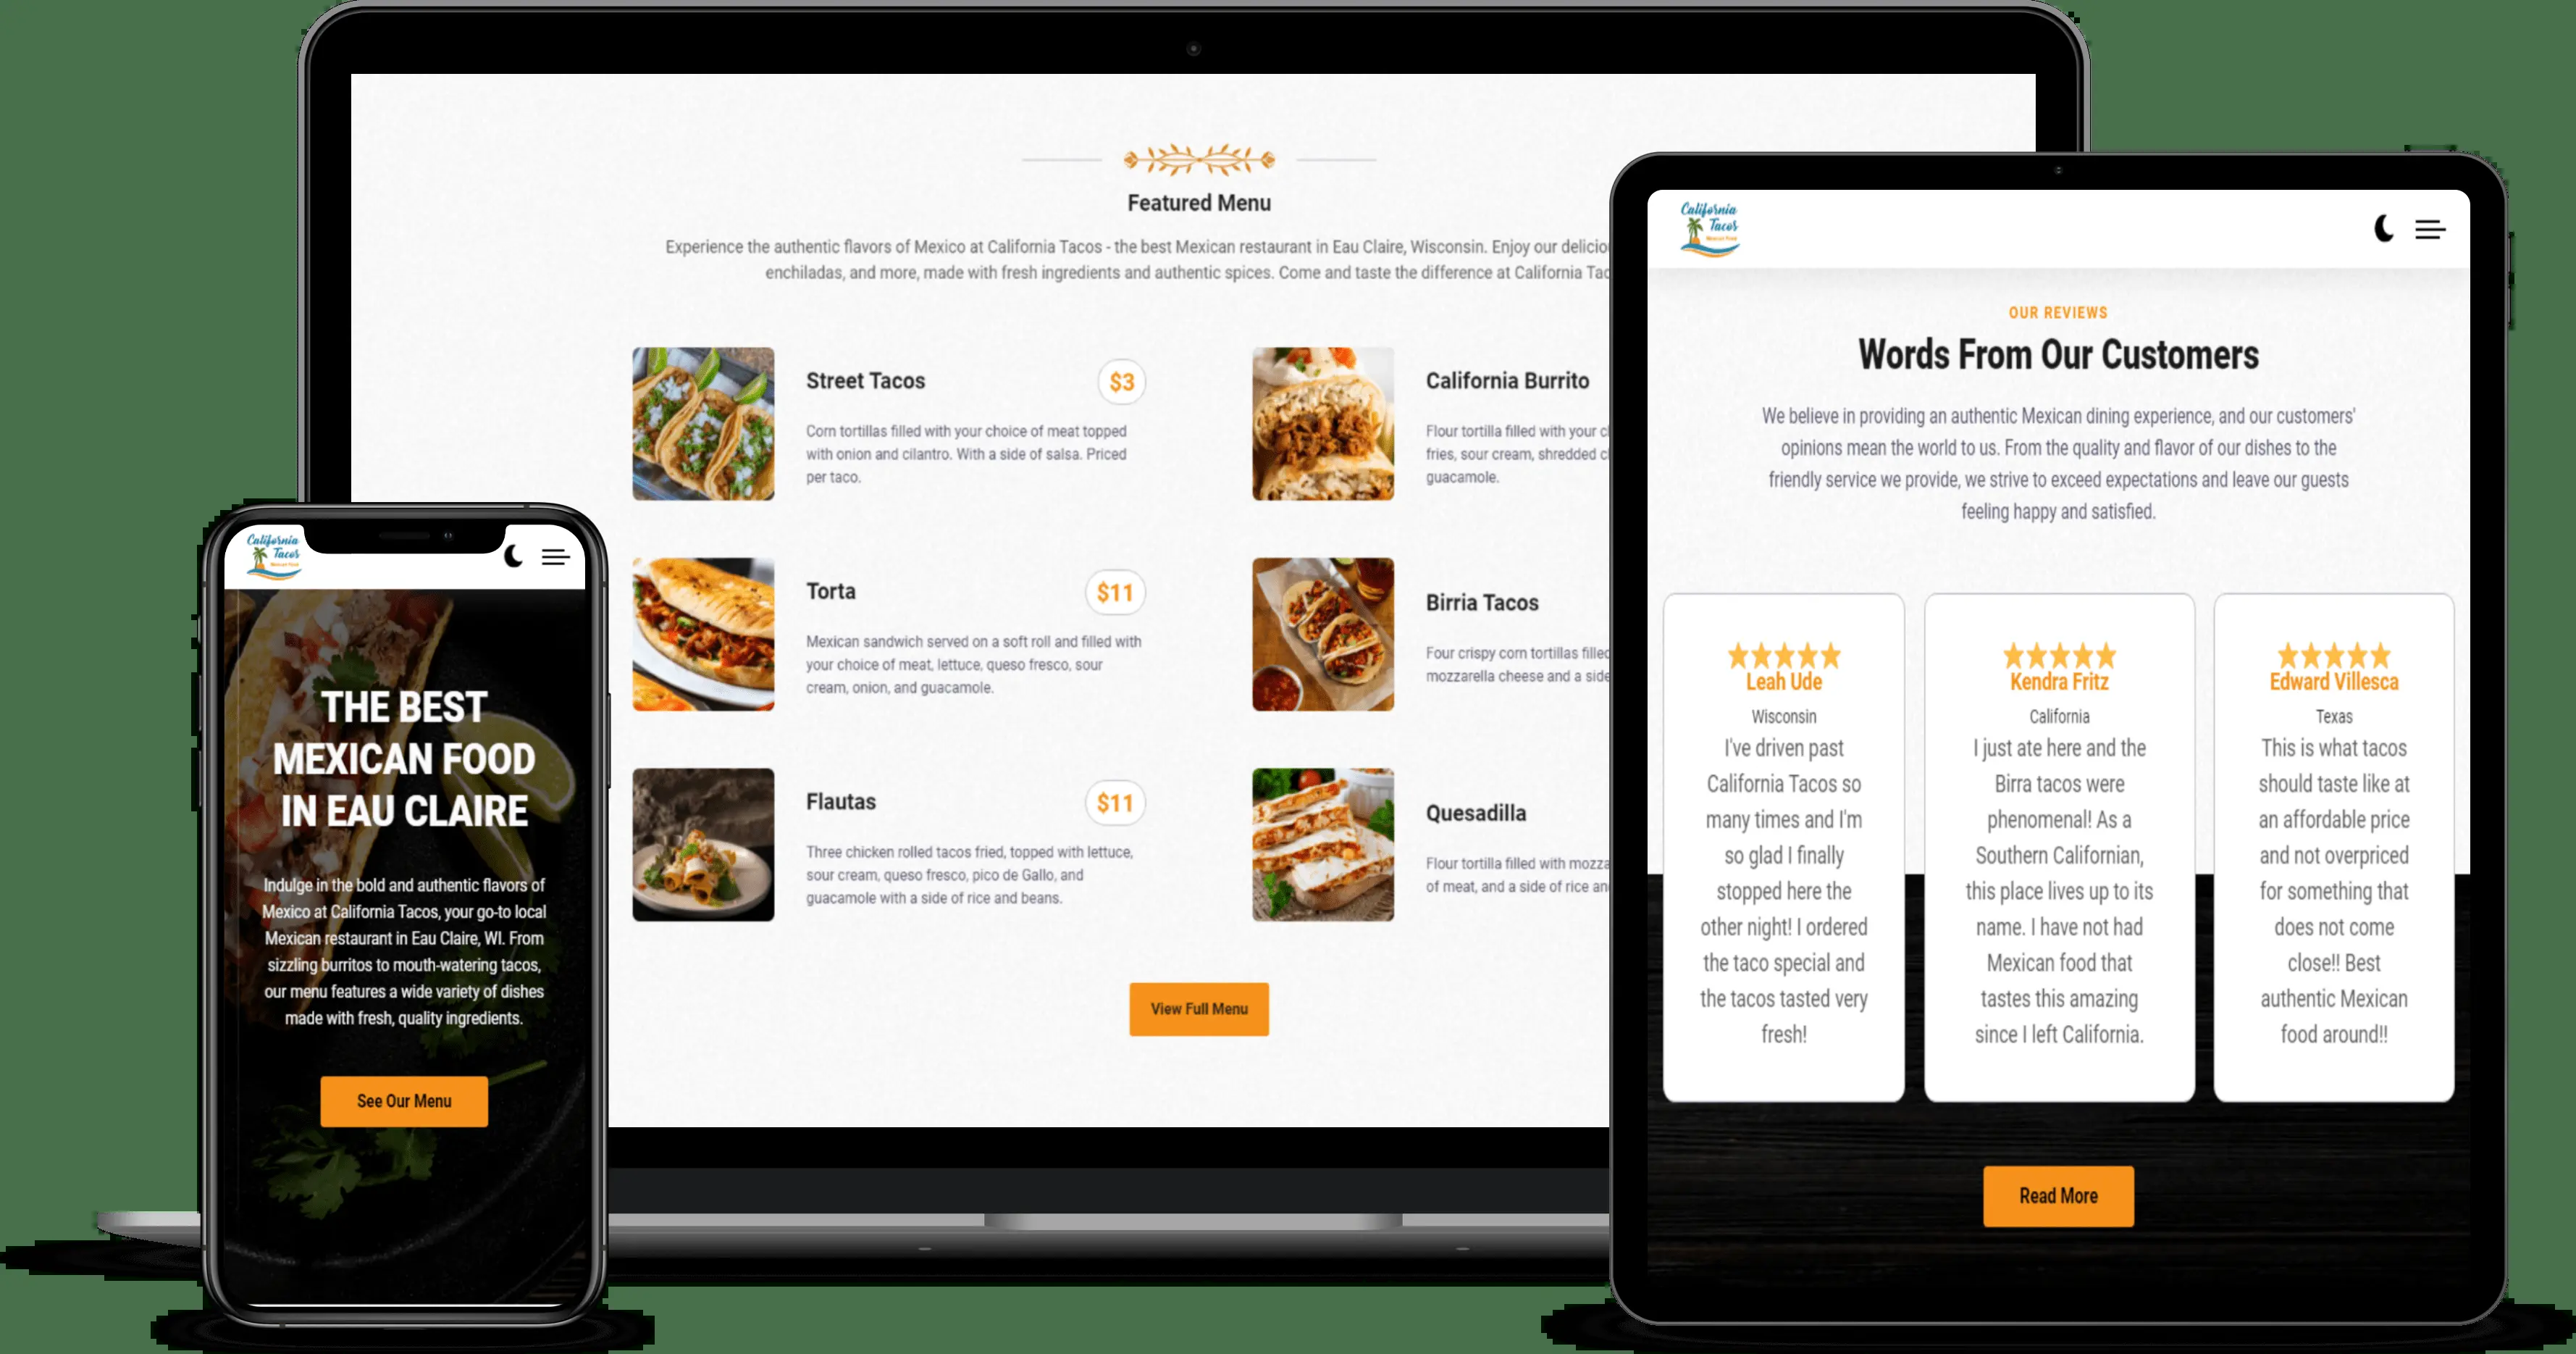 Featured Menu
Experience the authentic flavors of Mexico at California Tacos - the best Mexican restaurant in Eau Claire, Wisconsin. Enjoy our
enchiladas, and more, made with fresh ingredients and authentic spices. Come and taste the difference at California
Street Tacos
$3
Corn tortillas filled with your choice of meat topped
with onion and cilantro. With a side of salsa. Priced
per taco.
Torta
$11
Mexican sandwich served on a soft roll and filled with
your choice of meat, lettuce, queso fresco, sour
cream, onion, and guacamole.
Flautas
$11
Three chicken rolled tacos fried, topped with lettuce,
sour cream, queso fresco, pico de Gallo, and
guacamole with a side of rice and beans.
California Burrito
Flour tortilla filled with your
fries, sour cream, shredded
guacamole.
Birria Tacos
Four crispy corn tortillas filled
mozzarella cheese and a side
Quesadilla
Flour tortilla filled with
of meat, and a side of rice
View Full Menu
California
Tacos
Mexican Food
THE BEST
MEXICAN FOOD
IN EAU CLAIRE
Indulge in the bold and authentic flavors of
Mexico at California Tacos, your go-to local
Mexican restaurant in Eau Claire, WI. From
sizzling burritos to mouth-watering tacos,
our menu features a wide variety of dishes
made with fresh, quality ingredients.
See Our Menu
California
Tacos
Mexican Food
OUR REVIEWS
Words From Our Customers
We believe in providing an authentic Mexican dining experience, and our customers'
opinions mean the world to us. From the quality and flavor of our dishes to the
friendly service we provide, we strive to exceed expectations and leave our guests
feeling happy and satisfied.
Leah Ude
Wisconsin
I've driven past
California Tacos so
many times and I'm
so glad I finally
stopped here the
other night! I ordered
the taco special and
the tacos tasted very
fresh!
Kendra Fritz
California
I just ate here and the
Birra tacos were
phenomenal! As a
Southern Californian,
this place lives up to its
name. I have not had
Mexican food that
tastes this amazing
since I left California.
Edward Villesca
Texas
This is what tacos
should taste like at
an affordable price
and not overpriced
for something that
does not come
close!! Best
authentic Mexican
food around!!
Read More